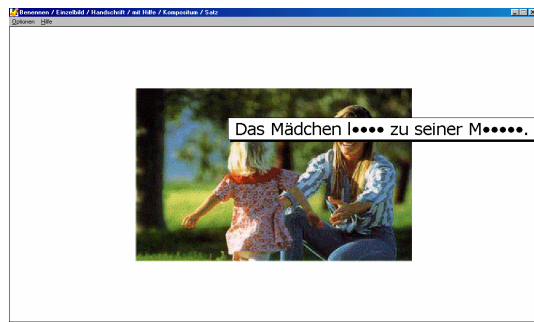 Benennen / Einzelbild / Handschrift / mit Hilfe / Kompositum / Satz
Optionen Hilfe
Das Mädchen l•••• zu seiner M•••••.